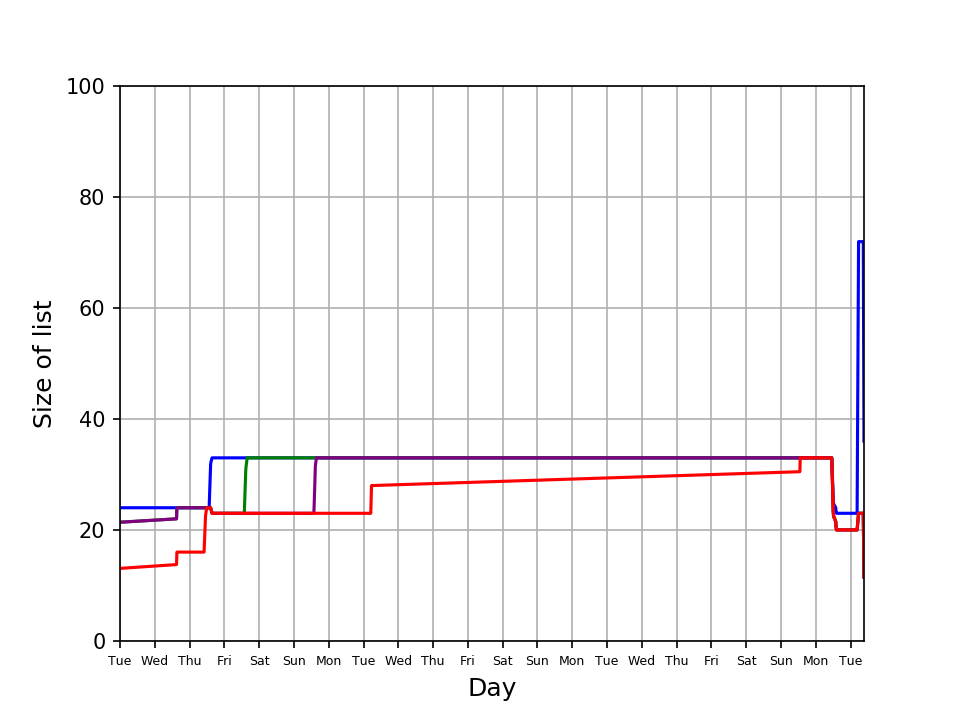 100
80
60
40
20
0
Size of list
Tue Wed Thu Fri Sat Sun Mon Tue Wed Thu Fri Sat Sun Mon Tue Wed Thu Fri Sat Sun Mon Tue
Day